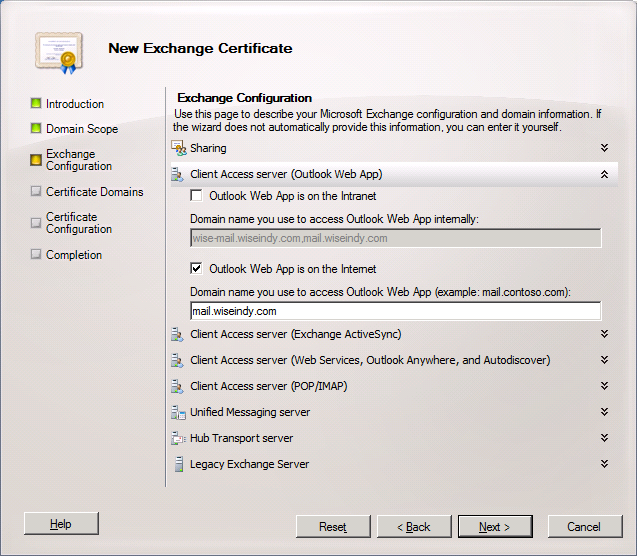 New Exchange Certificate
Introduction
Domain Scope
Exchange
Configuration
Certificate Domains
Certificate
Configuration
Completion
Exchange Configuration
Use this page to describe your Microsoft Exchange configuration and domain information. If
the wizard does not automatically provide this information, you can enter it yourself.
Sharing
Client Access server (Outlook Web App)
Outlook Web App is on the Intranet
Domain name you use to access Outlook Web App internally:
wise-mail.wiseindy.com,mail.wiseindy.com
Outlook Web App is on the Internet
Domain name you use to access Outlook Web App (example: mail.contoso.com):
mail.wiseindy.com
Client Access server (Exchange ActiveSync)
Client Access server (Web Services, Outlook Anywhere, and Autodiscover)
Client Access server (POP/IMAP)
Unified Messaging server
Hub Transport server
Legacy Exchange Server
Help
Reset
< Back
Next >
Cancel